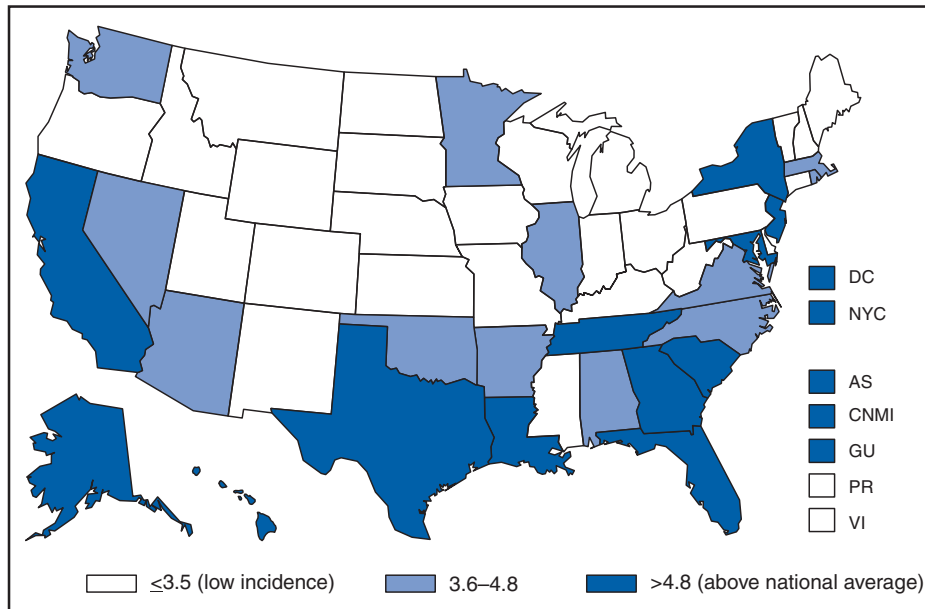 DC
NYC
AS
CNMI
GU
PR
VI
≤3.5 (low incidence)
3.6–4.8
>4.8 (above national average)